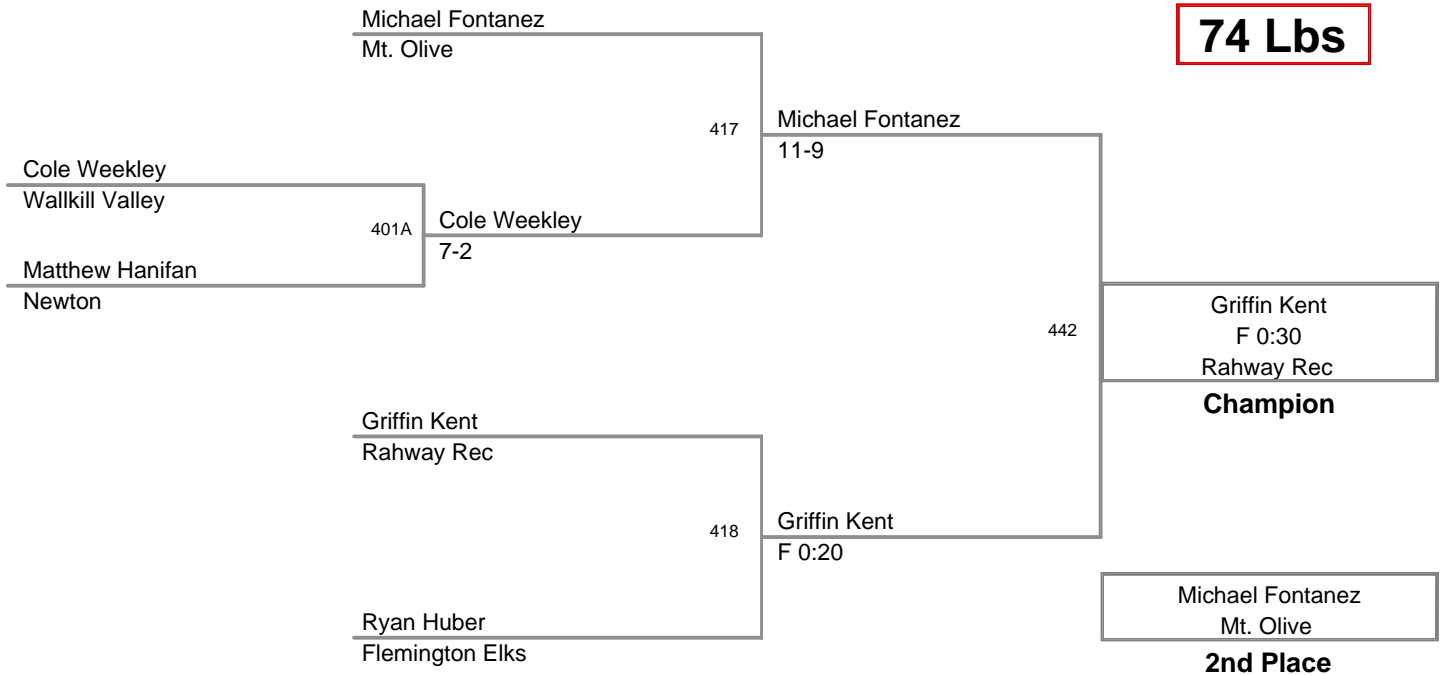 Michael Fontanez
Mt. Olive
74 Lbs
417
Michael Fontanez
11-9
Cole Weekley
Wallkill Valley
401A
Cole Weekley
7-2
Matthew Hanifan
Newton
442
Griffin Kent
F 0:30
Rahway Rec
Champion
Griffin Kent
Rahway Rec
418
Griffin Kent
F 0:20
Ryan Huber
Flemington Elks
Michael Fontanez
Mt. Olive
2nd Place